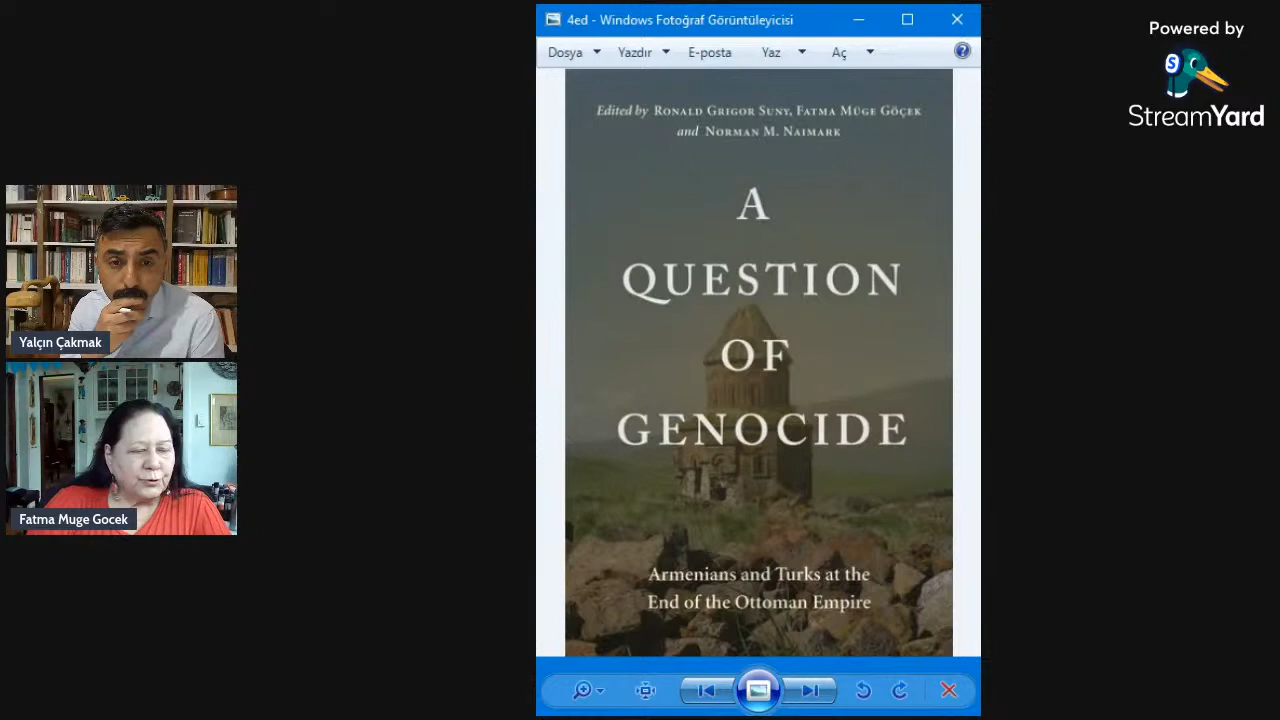 4ed - Windows Fotoğraf Görüntüleyicisi
Dosya Yazdır E-posta Yaz Aç
Edited by RONALD GRIGOR SUNY, FATMA MÜGE GÖÇEK
and NORMAN M. NAIMARK
A
QUESTION
OF
GENOCIDE
Armenians and Turks at the
End of the Ottoman Empire
Yalçın Çakmak
Fatma Muge Gocek
Powered by
S
StreamYard